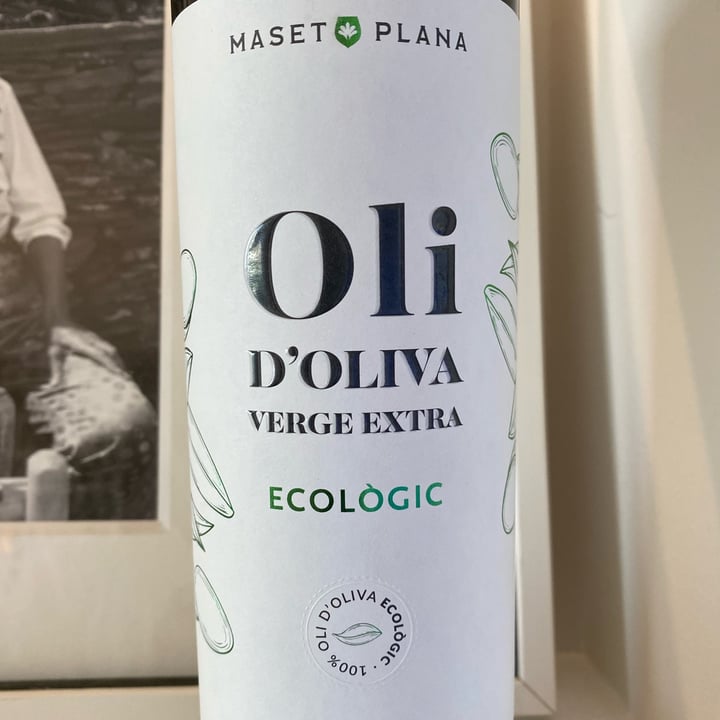 MASET PLANA
Oli
D'OLIVA
VERGE EXTRA
ECOLÒGIC
100% OLI D'OLIVA ECOLÒGIC ·